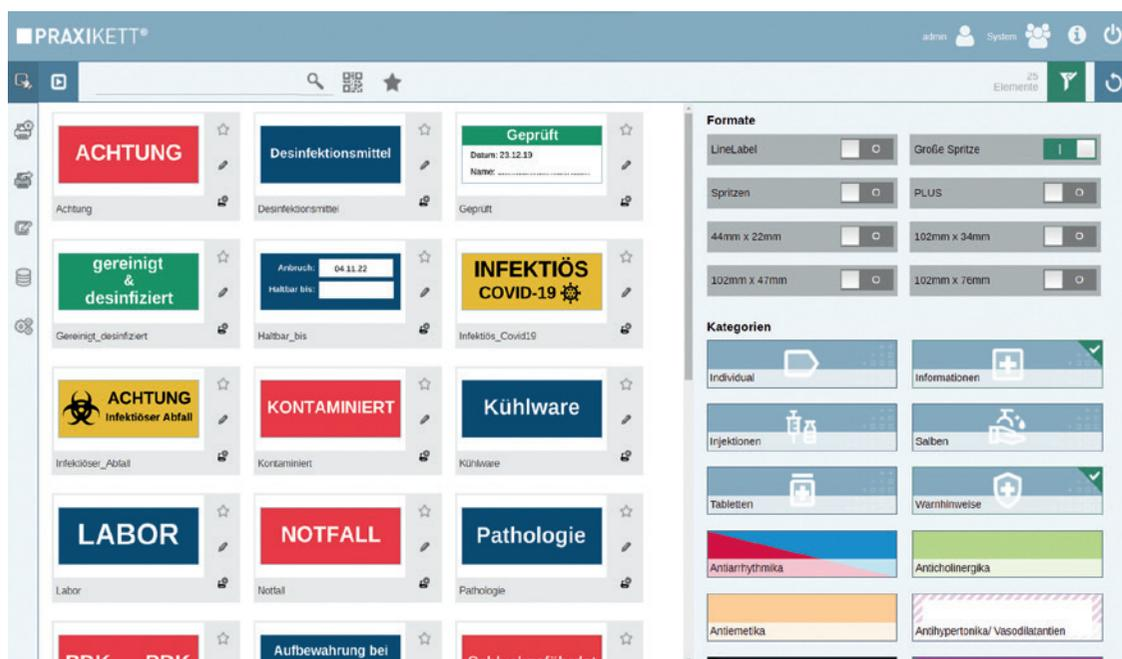 PRAXIKETT®
admin
System
25
Elemente
ACHTUNG
Achtung
Desinfektionsmittel
Desinfektionsmittel
Geprüft
Datum: 23.12.19
Name:
Geprüft
gereinigt
&
desinfiziert
Gereinigt_desinfiziert
Anbruch: 04.11.22
Haltbar bis:
Haltbar_bis
INFEKTIÖS
COVID-19
Infektiös_Covid19
ACHTUNG
Infektiöser Abfall
Infektiöser_Abfall
KONTAMINIERT
Kontaminiert
Kühlware
Kühlware
LABOR
Labor
NOTFALL
Notfall
Pathologie
Pathologie
Aufbewahrung bei
Formate
LineLabel
Große Spritze
Spritzen
PLUS
44mm x 22mm
102mm x 34mm
102mm x 47mm
102mm x 76mm
Kategorien
Individual
Informationen
Injektionen
Salben
Tabletten
Warnhinweise
Antiarrhythmika
Anticholinergika
Antiemetika
Antihypertonika/ Vasodilatantien